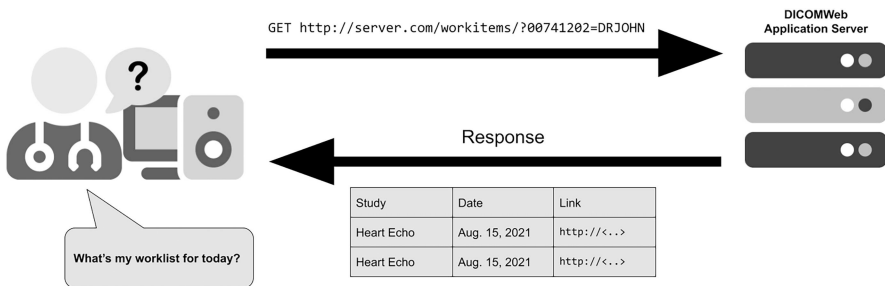 GET http://server.com/workitems/?00741202=DRJOHN
DICOMWeb
Application Server
?
Response
Study Date Link
Heart Echo Aug. 15, 2021 http://<..>
Heart Echo Aug. 15, 2021 http://<..>
What's my worklist for today?